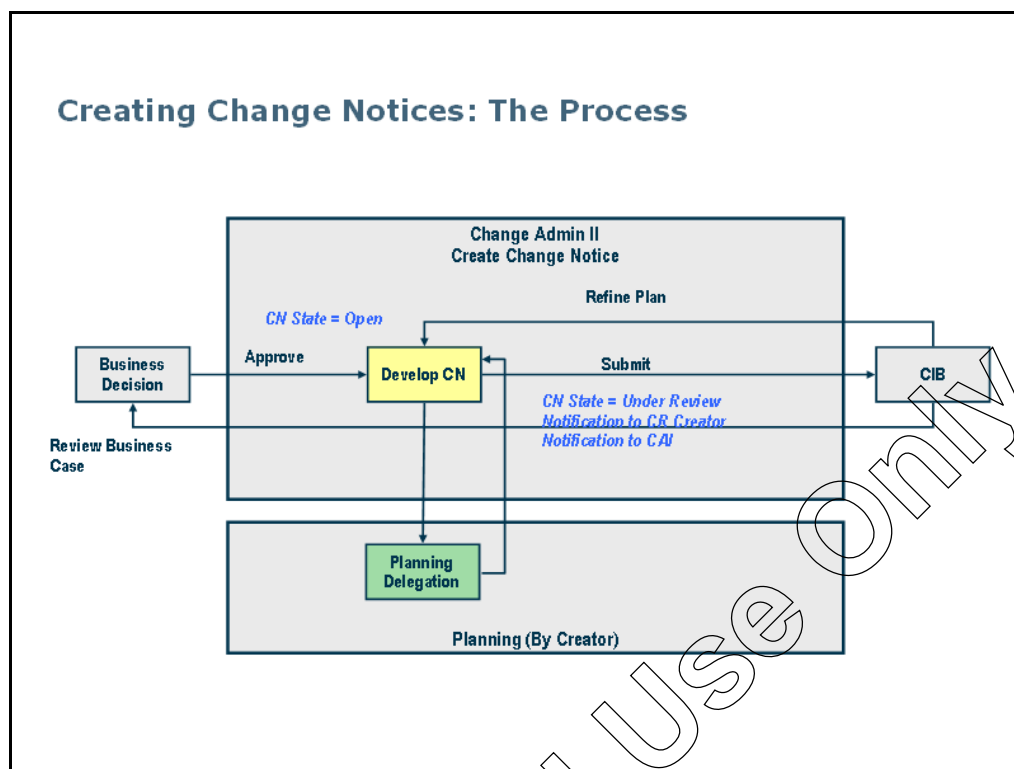 Creating Change Notices: The Process
Change Admin II
Create Change Notice
Refine Plan
CN State = Open
Business
Decision
Approve
Develop CN
Submit
CIB
CN State = Under Review
Notification to CR Creator
Notification to CAI
Review Business
Case
Planning
Delegation
Planning (By Creator)
Use Only